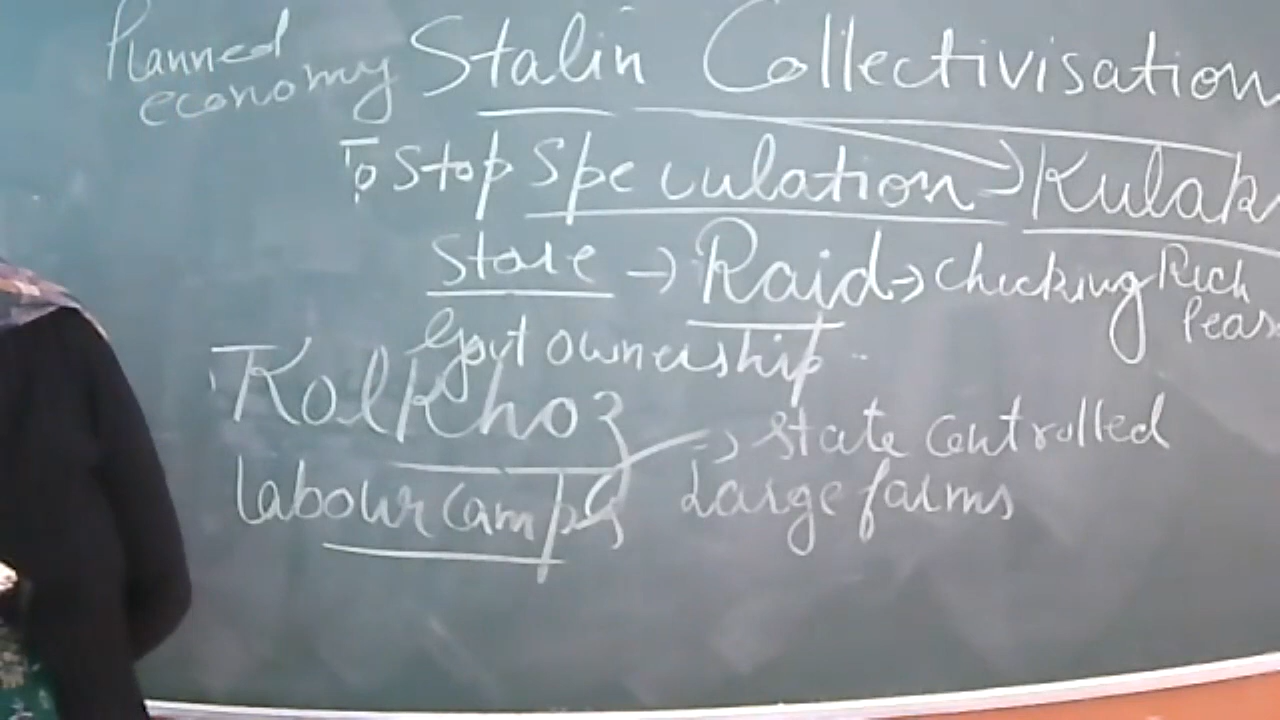 Planned economy
Stalin Collectivisation
To Stop Speculation → Kulak
Store → Raid → Checking Rich
Peas
Govt ownership
Kolkhoz → State Controlled
Large farms
labour camps